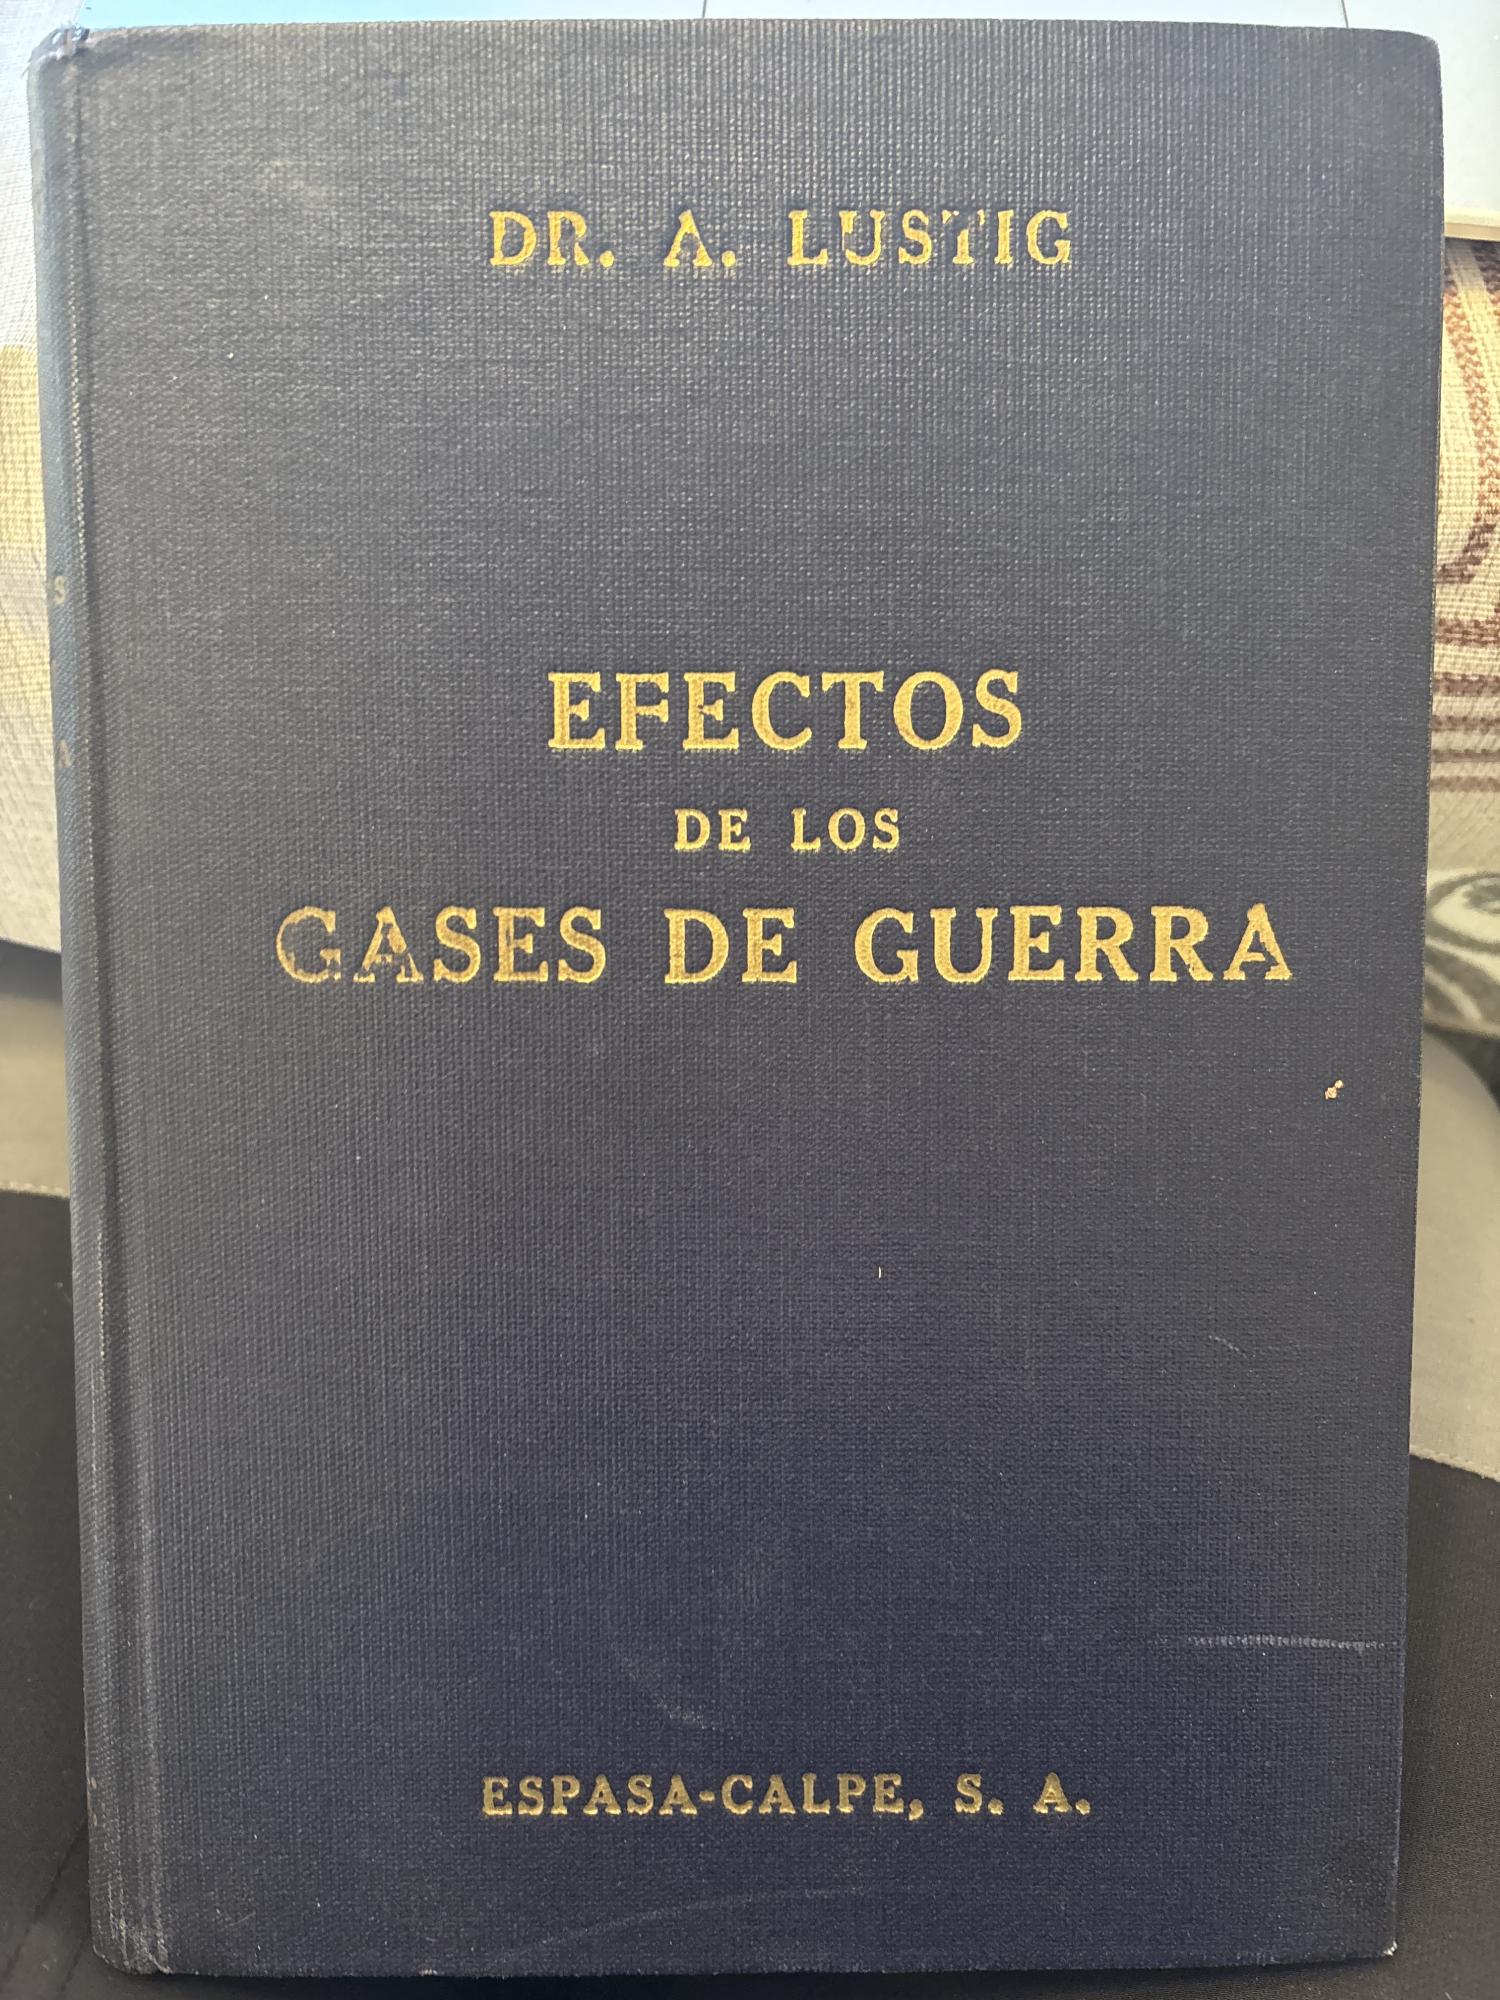 DR. A. LUSTIG
EFECTOS
DE LOS
GASES DE GUERRA
ESPASA-CALPE, S. A.